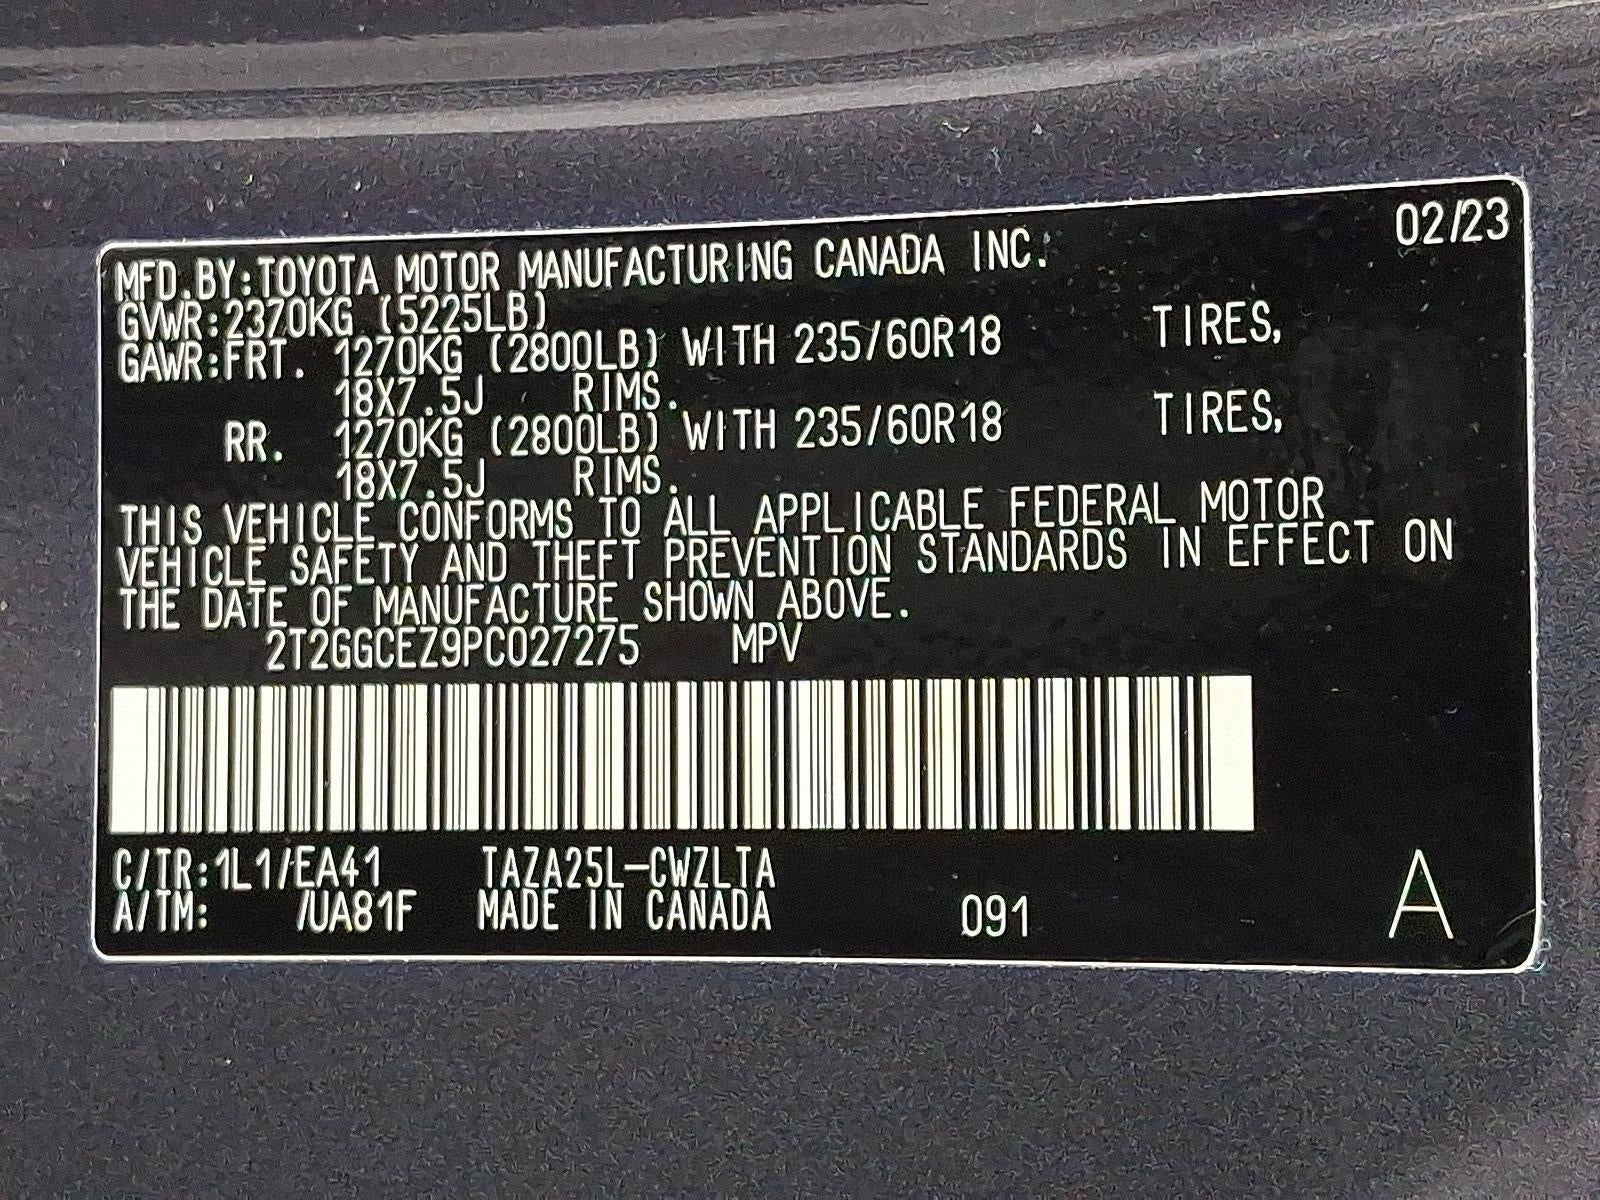 02/23
MFD.BY:TOYOTA MOTOR MANUFACTURING CANADA INC.
GVWR:2370KG (5225LB)
GAWR:FRT. 1270KG (2800LB) WITH 235/60R18 TIRES,
18X7.5J RIMS.
RR. 1270KG (2800LB) WITH 235/60R18 TIRES,
18X7.5J RIMS.
THIS VEHICLE CONFORMS TO ALL APPLICABLE FEDERAL MOTOR
VEHICLE SAFETY AND THEFT PREVENTION STANDARDS IN EFFECT ON
THE DATE OF MANUFACTURE SHOWN ABOVE.
2T2GGCEZ9PC027275 MPV
C/TR:1L1/EA41 TAZA25L-CWZLTA
A/TM: /UA81F MADE IN CANADA 091 A